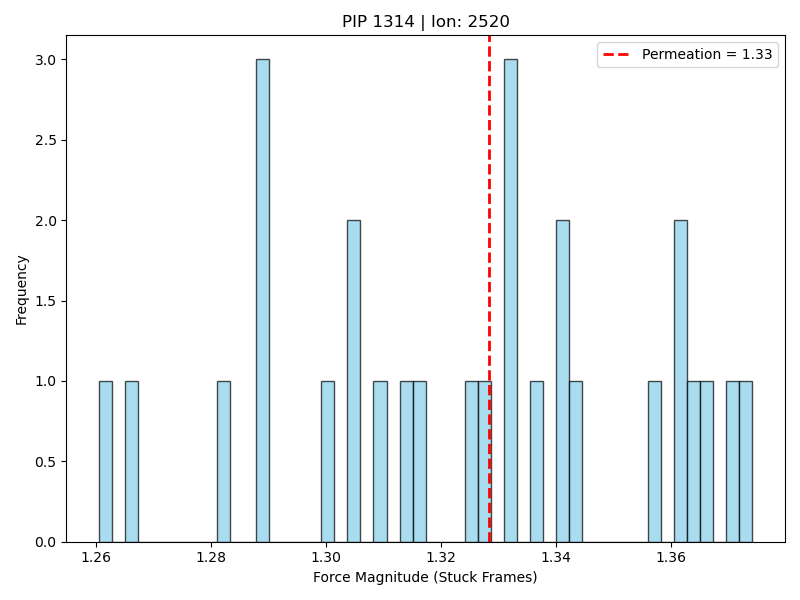 PIP 1314 | Ion: 2520
Permeation = 1.33
3.0
2.5
2.0
1.5
1.0
0.5
0.0
Frequency
1.26 1.28 1.30 1.32 1.34 1.36
Force Magnitude (Stuck Frames)